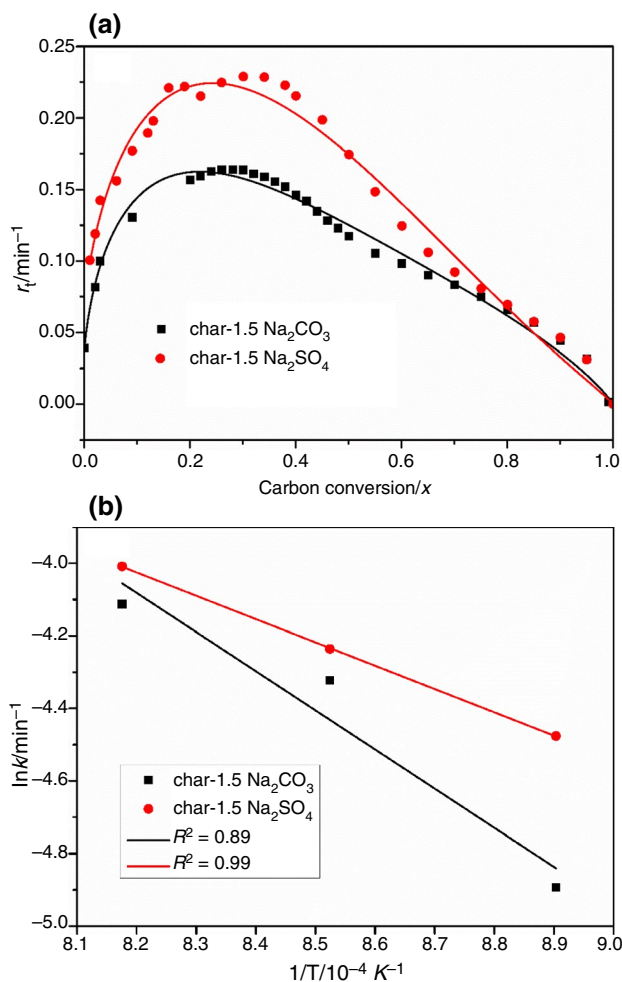 (a)
0.25
0.20
0.15
0.10
0.05
0.00
rₜ/min⁻¹
char-1.5 Na₂CO₃
char-1.5 Na₂SO₄
0.0 0.2 0.4 0.6 0.8 1.0
Carbon conversion/x
(b)
−4.0
−4.2
−4.4
−4.6
−4.8
−5.0
lnk/min⁻¹
char-1.5 Na₂CO₃
char-1.5 Na₂SO₄
R² = 0.89
R² = 0.99
8.1 8.2 8.3 8.4 8.5 8.6 8.7 8.8 8.9 9.0
1/T/10⁻⁴ K⁻¹